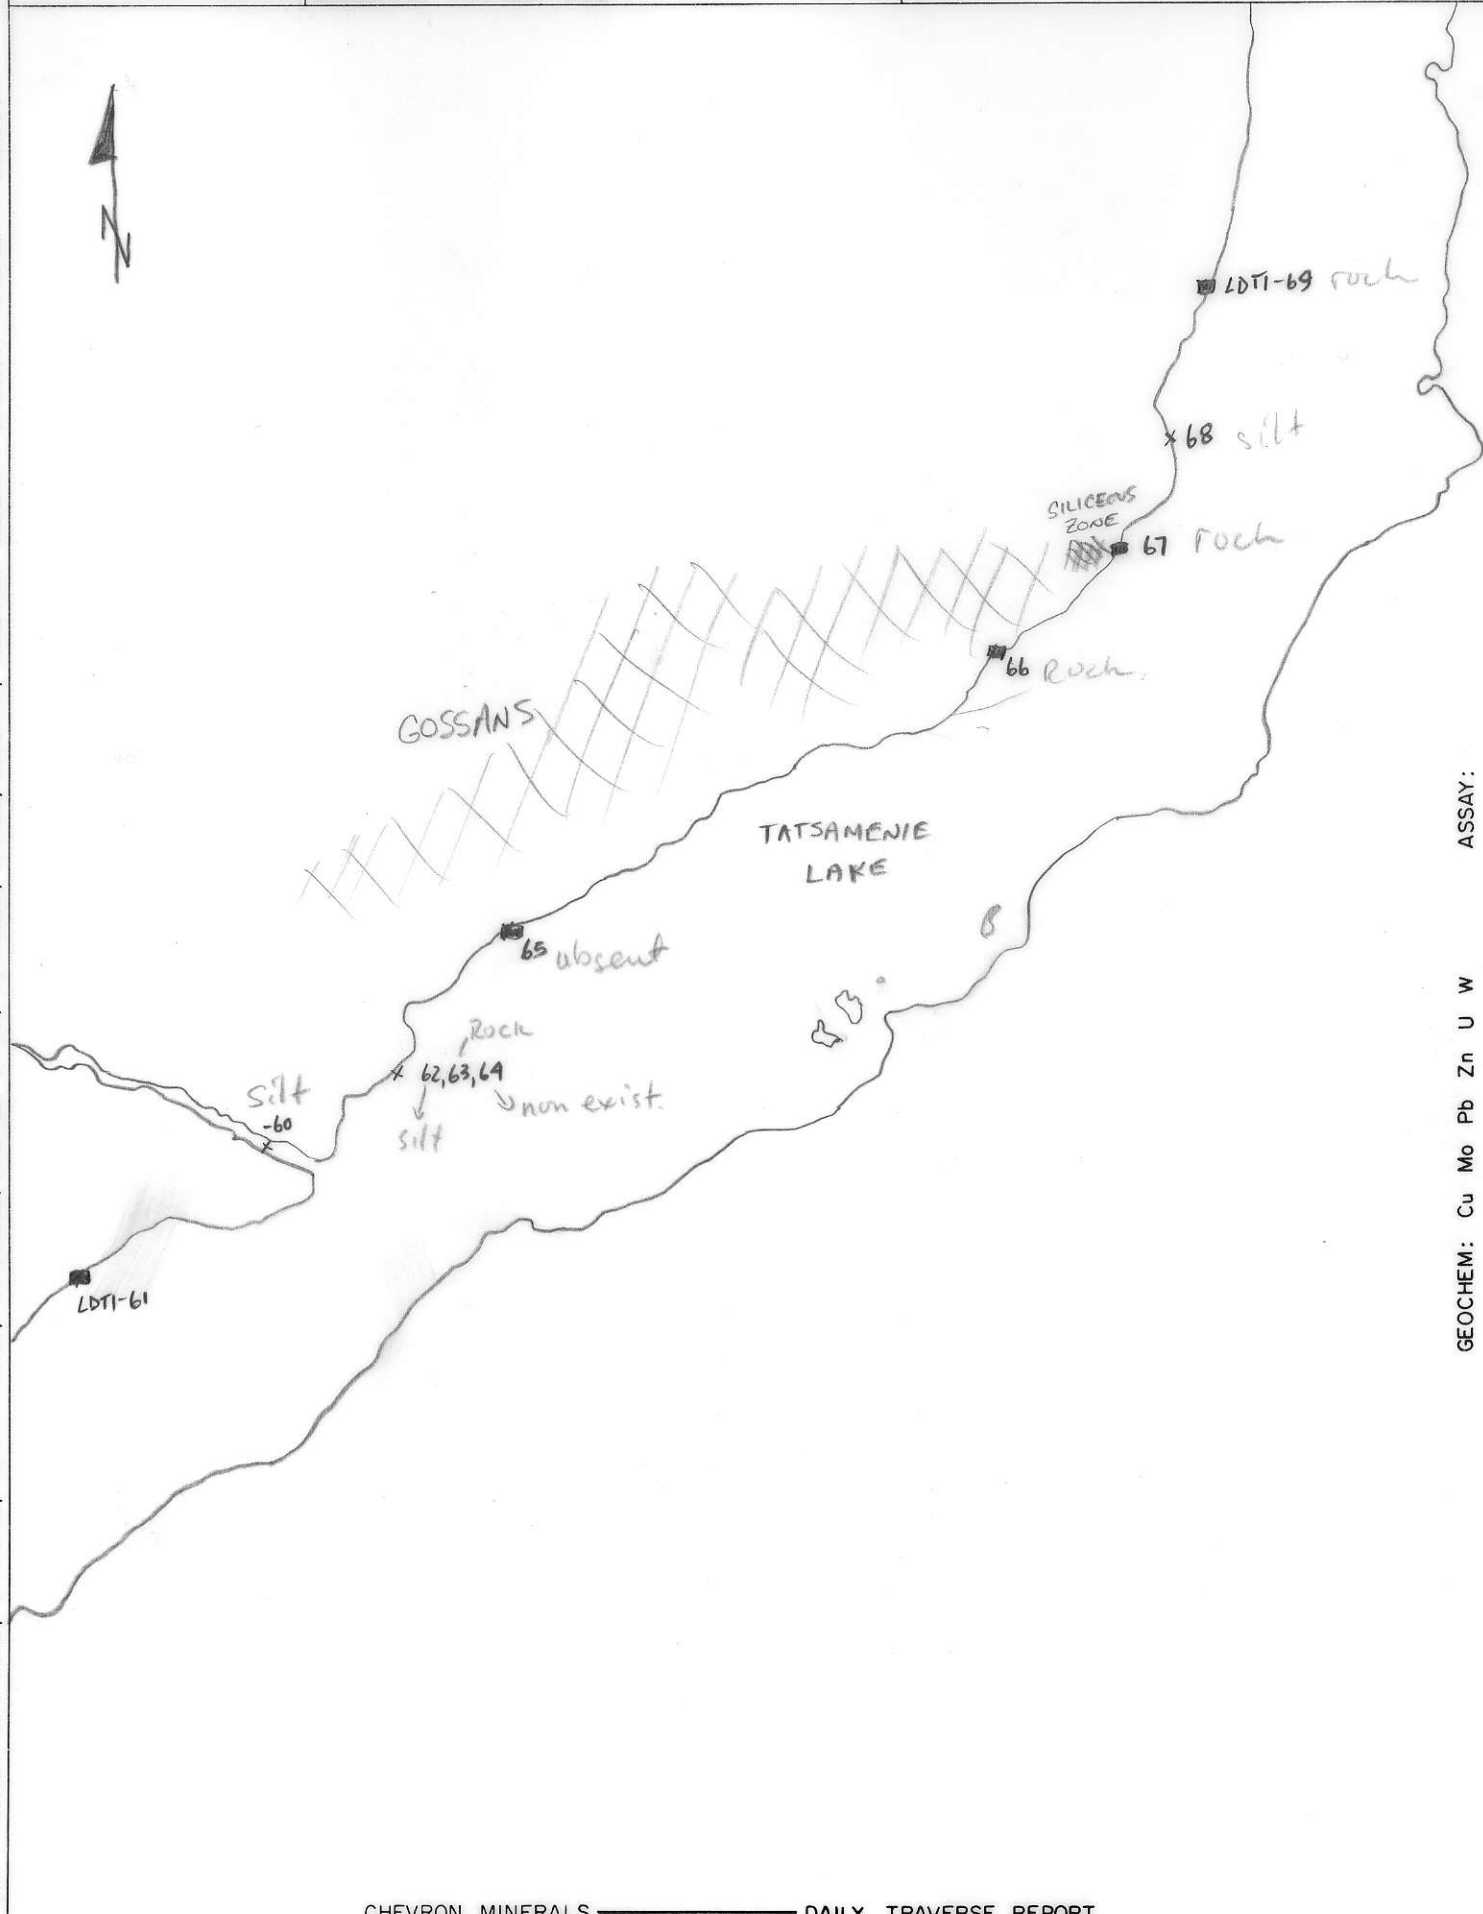 N
LDT1-69 rock
x 68 silt
SILICEOUS
ZONE
67 rock
66 Rock
GOSSANS
TATSAMENIE
LAKE
B
65 absent
Rock
x 62,63,64
non exist.
silt
Silt
-60
x
LDT1-61
ASSAY:
GEOCHEM: Cu Mo Pb Zn U W
CHEVRON MINERALS DAILY TRAVERSE REPORT